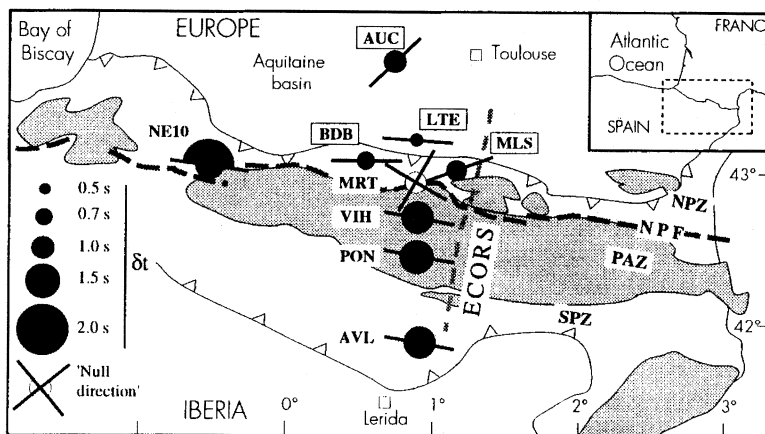 Bay of
Biscay
EUROPE
AUC
Aquitaine
basin
Toulouse
FRANC
Atlantic
Ocean
SPAIN
NE10
BDB
LTE
MLS
43°
0.5 s
0.7 s
1.0 s
1.5 s
2.0 s
δt
MRT
VIH
PON
AVL
ECORS
NPZ
NPF
PAZ
SPZ
42°
'Null
direction'
IBERIA
0°
Lerida
1°
2°
3°